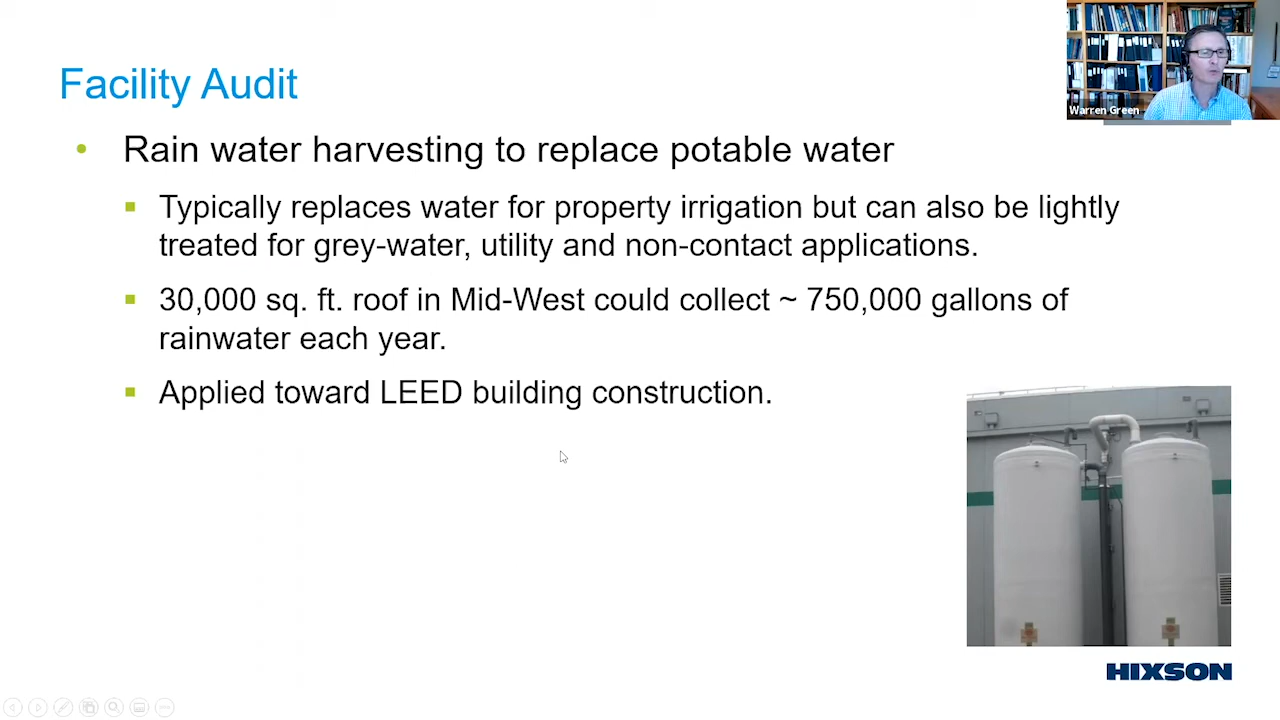 Warren Green
Facility Audit
• Rain water harvesting to replace potable water
▪ Typically replaces water for property irrigation but can also be lightly
treated for grey-water, utility and non-contact applications.
▪ 30,000 sq. ft. roof in Mid-West could collect ~ 750,000 gallons of
rainwater each year.
▪ Applied toward LEED building construction.
HIXSON